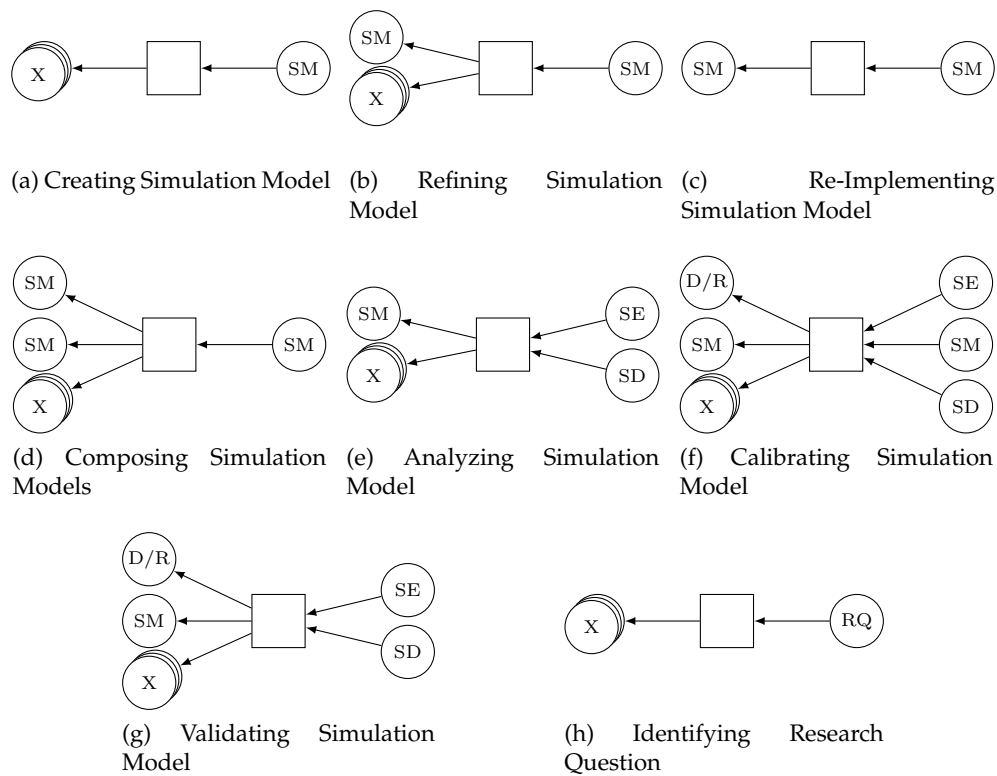 X
SM
(a) Creating Simulation Model
SM
X
SM
(b) Refining Simulation
Model
SM
SM
(c) Re-Implementing
Simulation Model
SM
SM
X
SM
(d) Composing Simulation
Models
SM
X
SE
SD
(e) Analyzing Simulation
Model
D/R
SM
X
SE
SM
SD
(f) Calibrating Simulation
Model
D/R
SM
X
SE
SD
(g) Validating Simulation
Model
X
RQ
(h) Identifying Research
Question